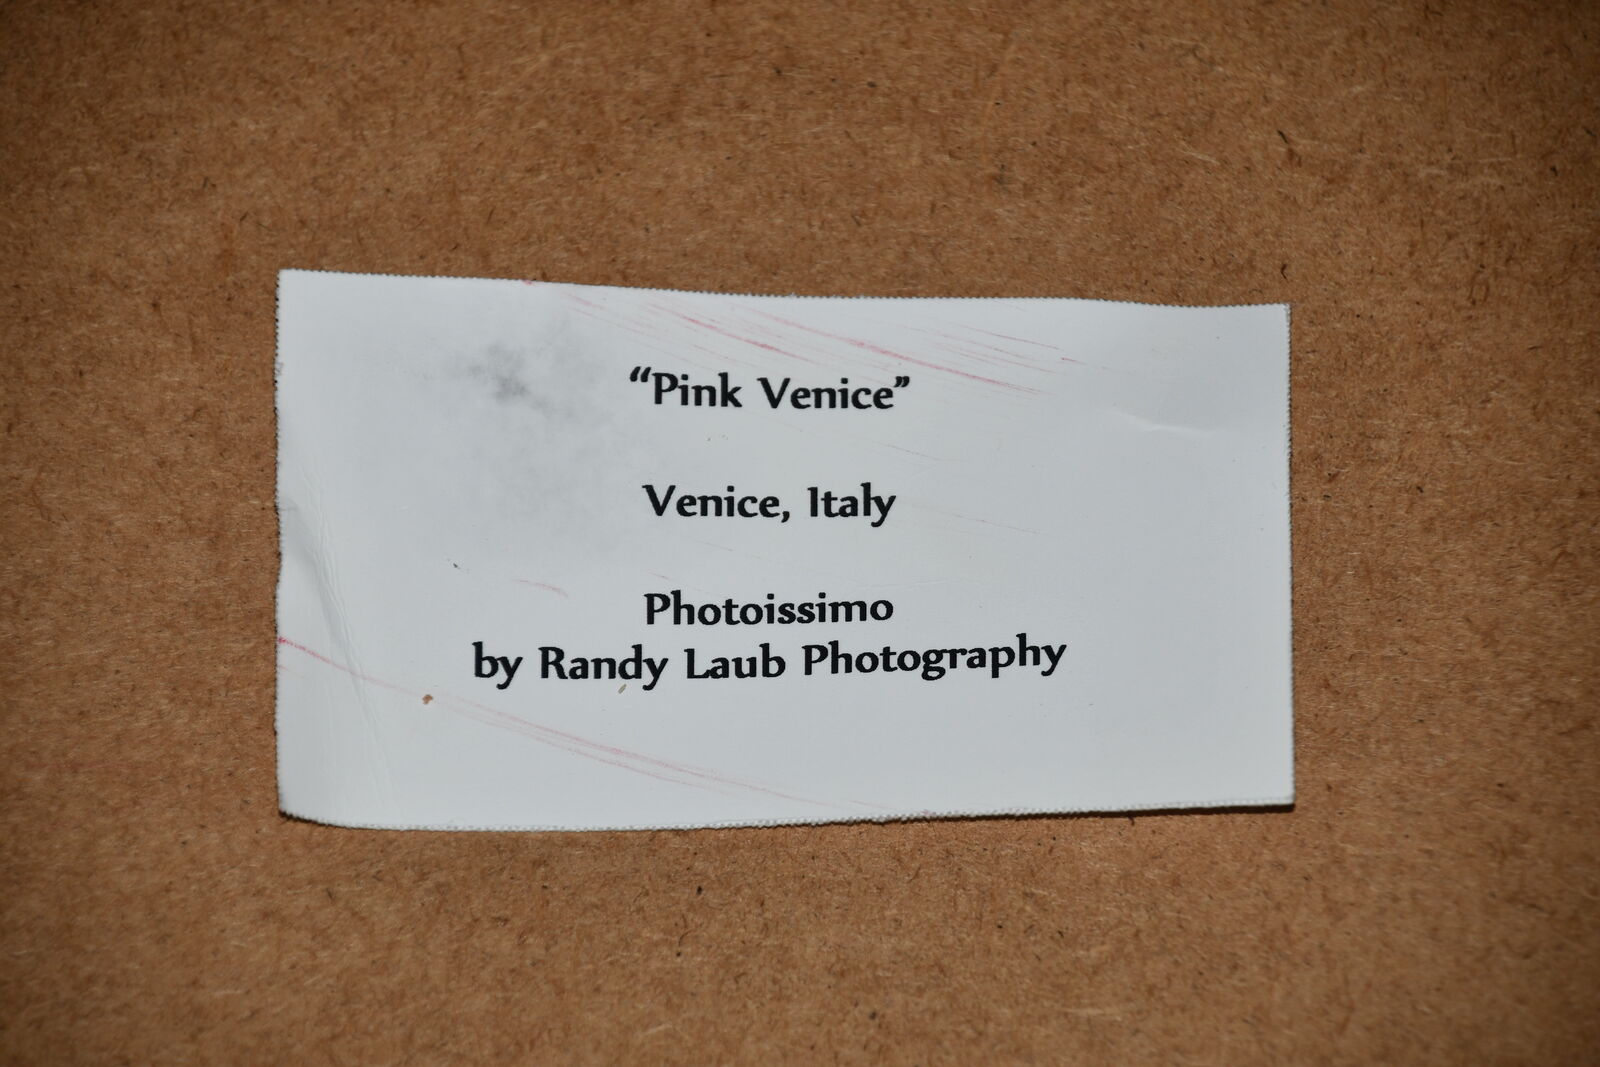 “Pink Venice”
Venice, Italy
Photoissimo
by Randy Laub Photography